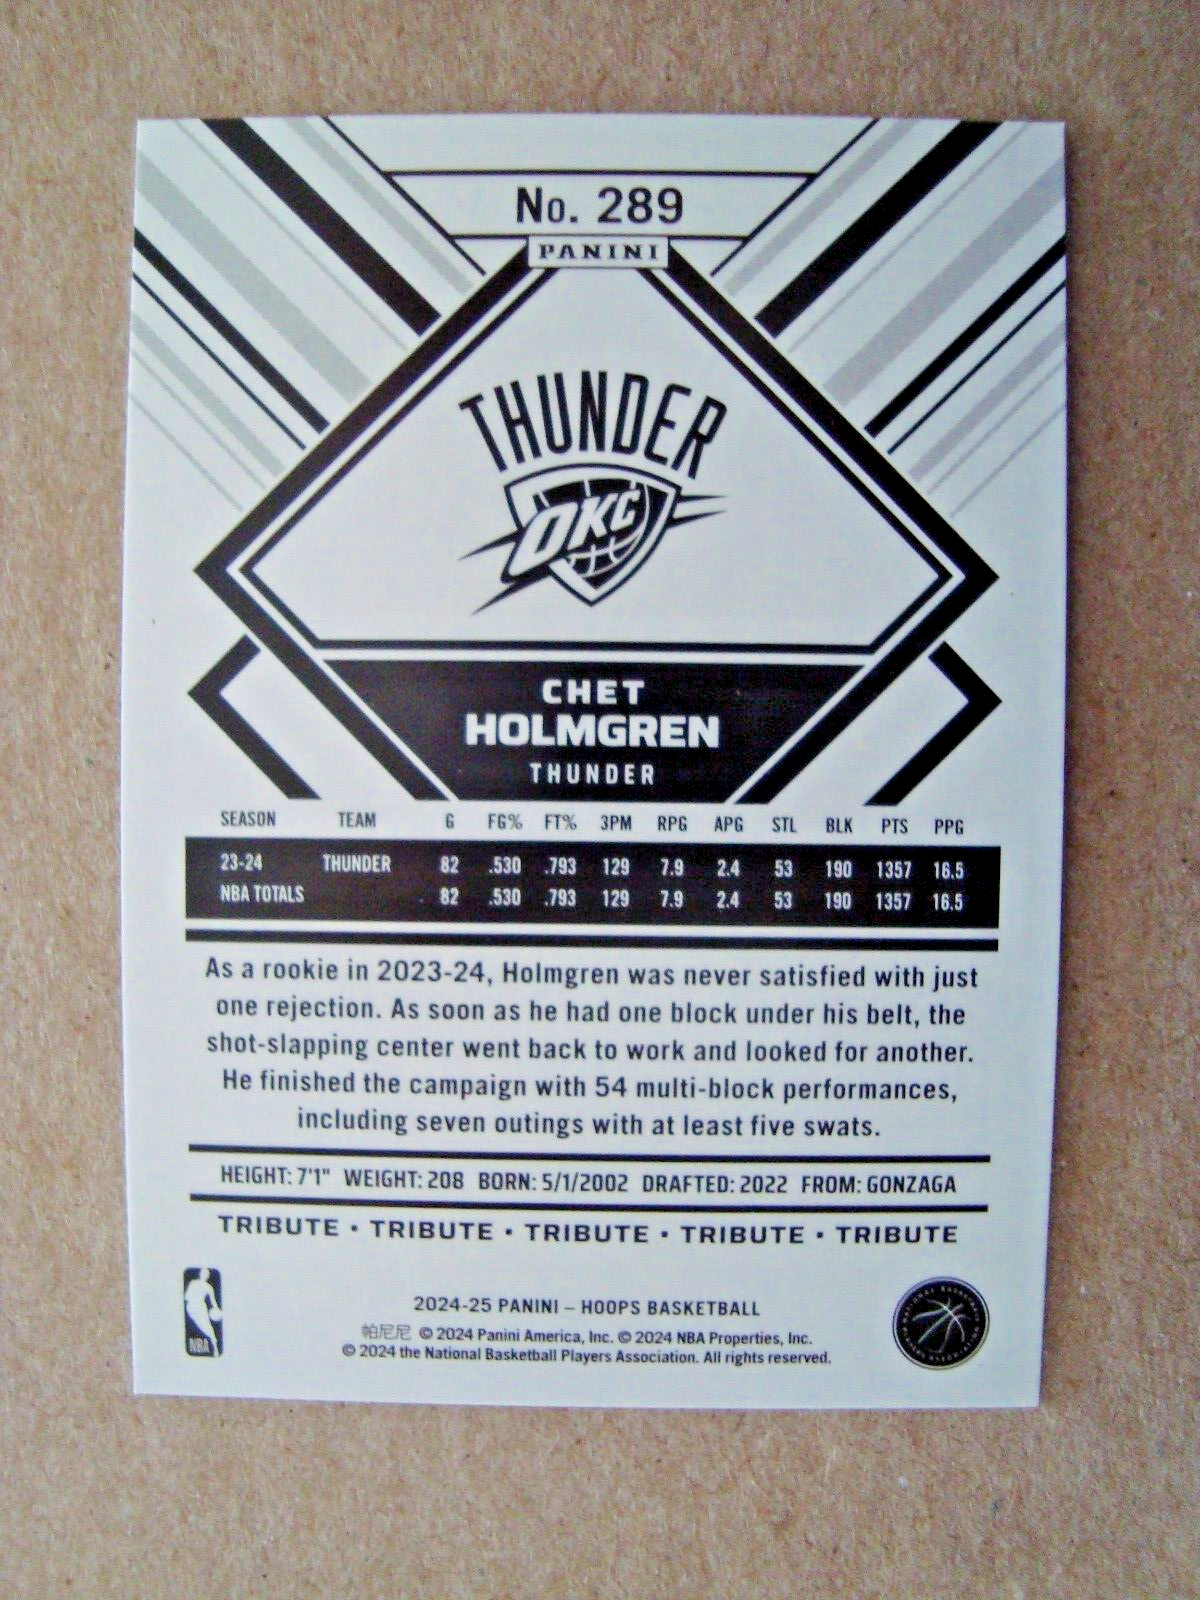 No. 289
PANINI
THUNDER
OKC
CHET
HOLMGREN
THUNDER
SEASON TEAM G FG% FT% 3PM RPG APG STL BLK PTS PPG
23-24 THUNDER 82 .530 .793 129 7.9 2.4 53 190 1357 16.5
NBA TOTALS 82 .530 .793 129 7.9 2.4 53 190 1357 16.5
As a rookie in 2023-24, Holmgren was never satisfied with just
one rejection. As soon as he had one block under his belt, the
shot-slapping center went back to work and looked for another.
He finished the campaign with 54 multi-block performances,
including seven outings with at least five swats.
HEIGHT: 7'1" WEIGHT: 208 BORN: 5/1/2002 DRAFTED: 2022 FROM: GONZAGA
TRIBUTE • TRIBUTE • TRIBUTE • TRIBUTE • TRIBUTE
NBA
2024-25 PANINI – HOOPS BASKETBALL
帕尼尼 © 2024 Panini America, Inc. © 2024 NBA Properties, Inc.
© 2024 the National Basketball Players Association. All rights reserved.